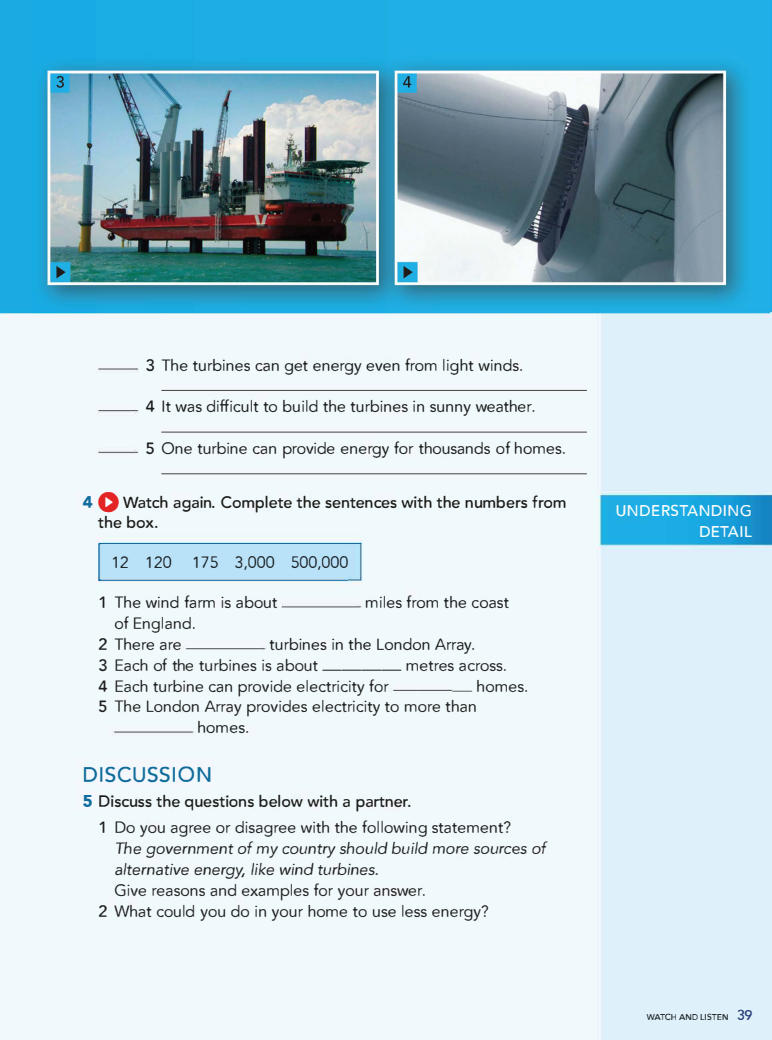 3
4
_____ 3 The turbines can get energy even from light winds.
_____ 4 It was difficult to build the turbines in sunny weather.
_____ 5 One turbine can provide energy for thousands of homes.
4 Watch again. Complete the sentences with the numbers from
the box.
UNDERSTANDING
DETAIL
12 120 175 3,000 500,000
1 The wind farm is about __________ miles from the coast
of England.
2 There are __________ turbines in the London Array.
3 Each of the turbines is about __________ metres across.
4 Each turbine can provide electricity for __________ homes.
5 The London Array provides electricity to more than
__________ homes.
DISCUSSION
5 Discuss the questions below with a partner.
1 Do you agree or disagree with the following statement?
The government of my country should build more sources of
alternative energy, like wind turbines.
Give reasons and examples for your answer.
2 What could you do in your home to use less energy?
WATCH AND LISTEN 39